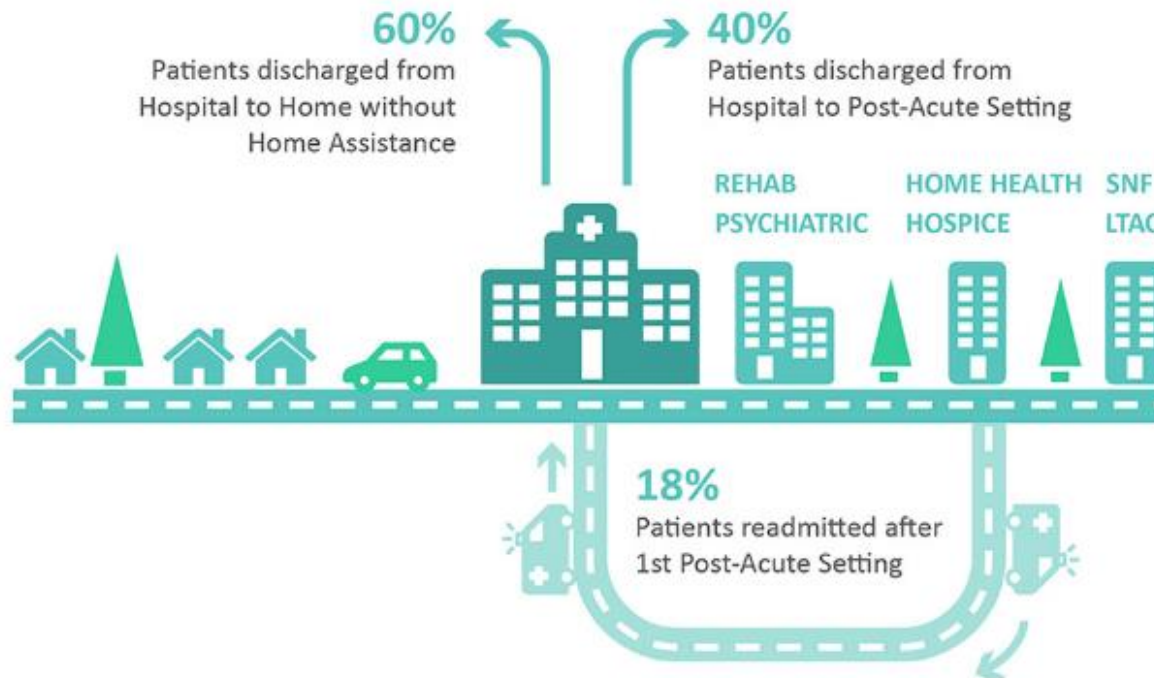 60%
Patients discharged from
Hospital to Home without
Home Assistance
40%
Patients discharged from
Hospital to Post-Acute Setting
REHAB
PSYCHIATRIC
HOME HEALTH
HOSPICE
SNF
18%
Patients readmitted after
1st Post-Acute Setting